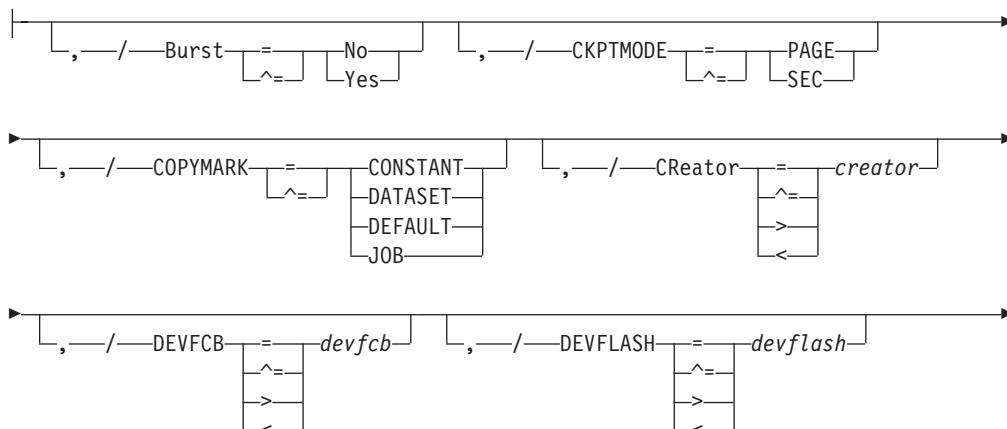 , / Burst = No , / CKPTMODE = PAGE
^= Yes ^= SEC
, / COPYMARK = CONSTANT , / CReator = creator
^= DATASET ^=
DEFAULT >
JOB <
, / DEVFCB = devfcb , / DEVFLASH = devflash
^= ^=
> >
< <